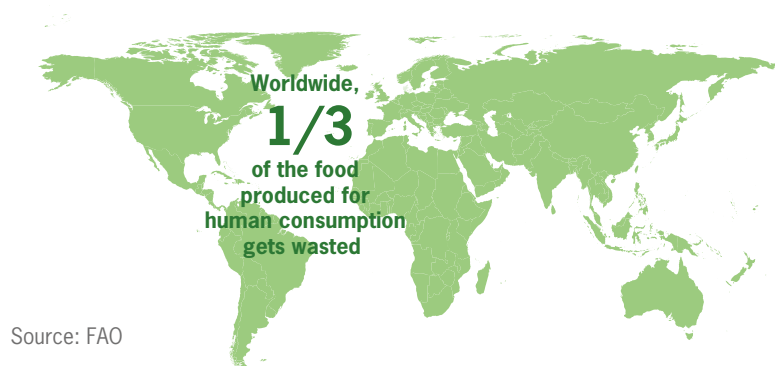 Worldwide,
1/3
of the food
produced for
human consumption
gets wasted
Source: FAO